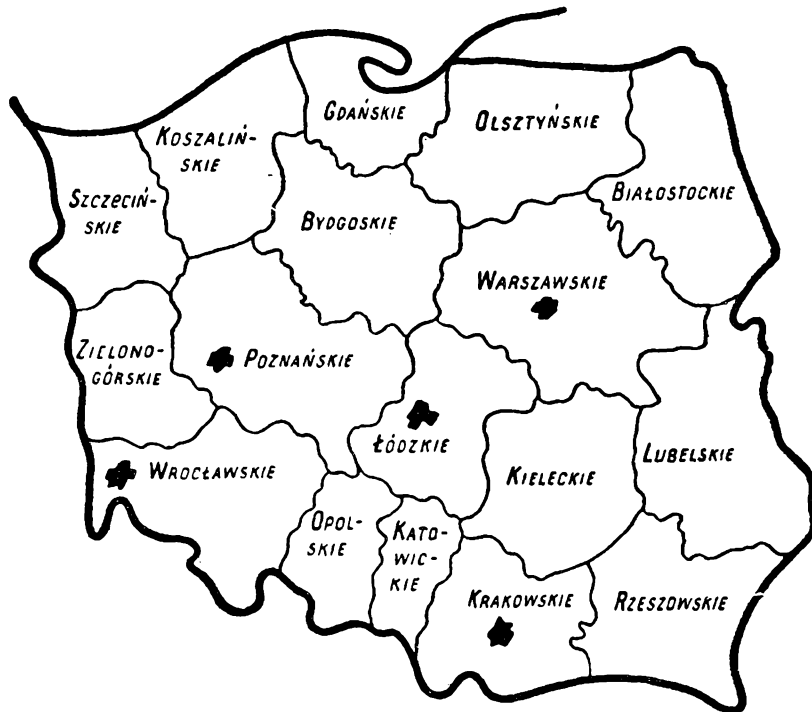 GDAŃSKIE
OLSZTYŃSKIE
KOSZALIŃ-
SKIE
BIAŁOSTOCKIE
SZCZECIŃ-
SKIE
BYDGOSKIE
WARSZAWSKIE
ZIELONO-
GÓRSKIE
POZNAŃSKIE
ŁÓDZKIE
LUBELSKIE
WROCŁAWSKIE
KIELECKIE
OPOL-
SKIE
KATO-
WIC-
KIE
KRAKOWSKIE
RZESZOWSKIE